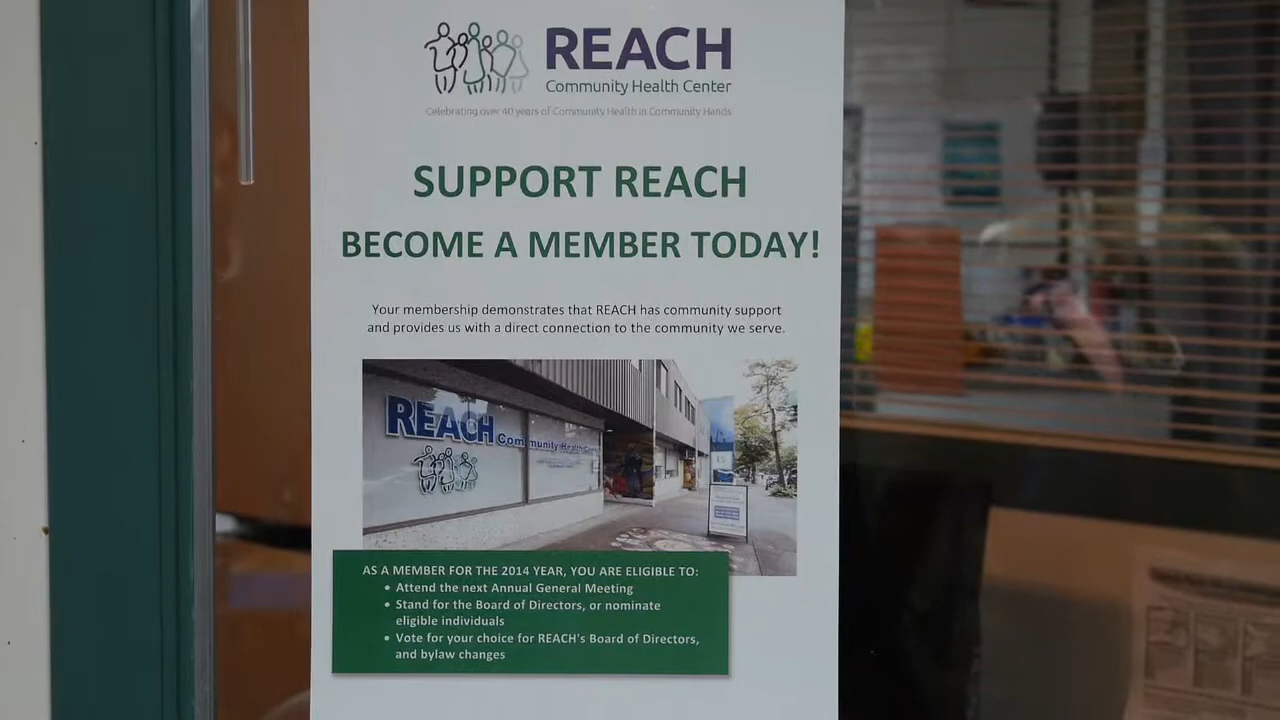 REACH
Community Health Center
Celebrating over 40 years of Community Health in Community Hands
SUPPORT REACH
BECOME A MEMBER TODAY!
Your membership demonstrates that REACH has community support
and provides us with a direct connection to the community we serve.
REACH Community Health
AS A MEMBER FOR THE 2014 YEAR, YOU ARE ELIGIBLE TO:
• Attend the next Annual General Meeting
• Stand for the Board of Directors, or nominate
eligible individuals
• Vote for your choice for REACH's Board of Directors,
and bylaw changes